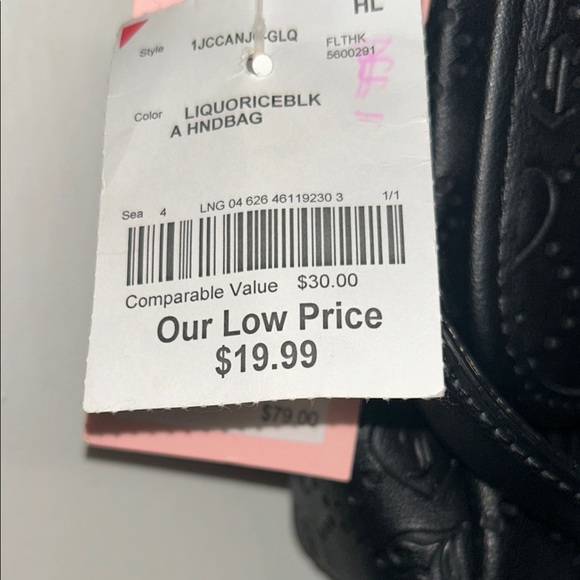 HL
Style 1JCCANJ -GLQ FLTHK
5600291
Color LIQUORICEBLK
A HNDBAG
Sea 4 LNG 04 626 46119230 3 1/1
Comparable Value $30.00
Our Low Price
$19.99
$79.00